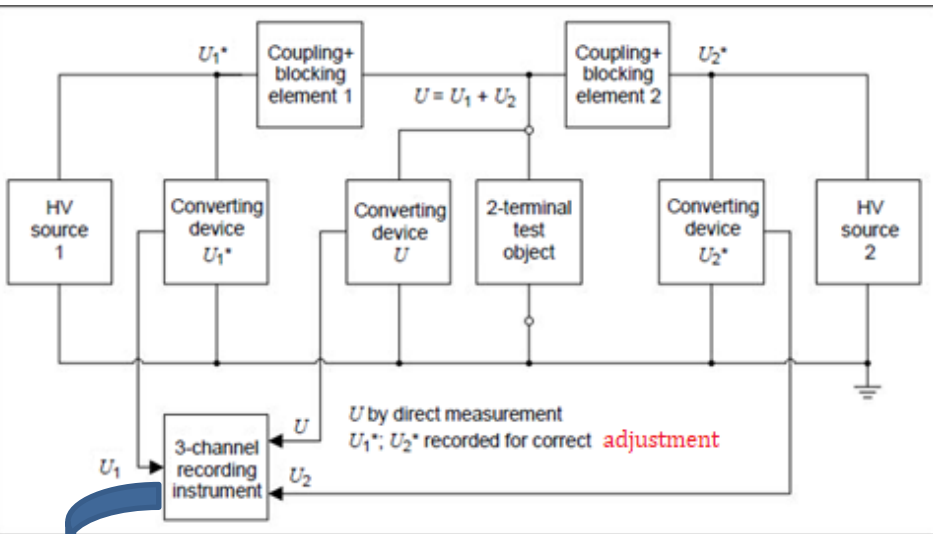 U₁*
Coupling+
blocking
element 1
U = U₁ + U₂
Coupling+
blocking
element 2
U₂*
HV
source
1
Converting
device
U₁*
Converting
device
U
2-terminal
test
object
Converting
device
U₂*
HV
source
2
U₁
3-channel
recording
instrument
U
U₂
U by direct measurement
U₁*; U₂* recorded for correct adjustment